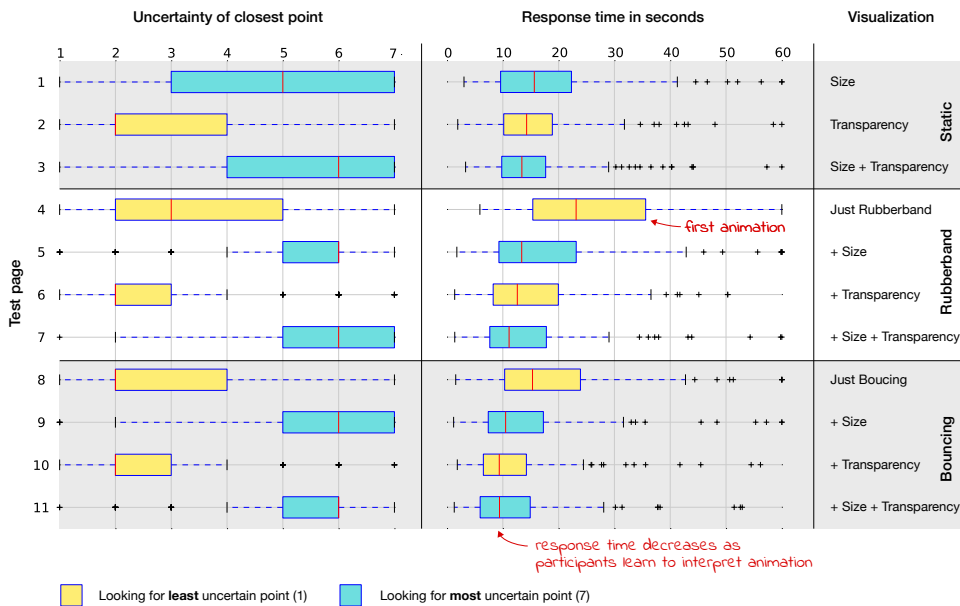 Uncertainty of closest point Response time in seconds Visualization
1 2 3 4 5 6 7 0 10 20 30 40 50 60
1 Size
2 Transparency
3 Size + Transparency
Static
4 Just Rubberband
first animation
5 + Size
6 + Transparency
7 + Size + Transparency
Rubberband
Test page
8 Just Boucing
9 + Size
10 + Transparency
11 + Size + Transparency
Bouncing
response time decreases as
participants learn to interpret animation
Looking for least uncertain point (1) Looking for most uncertain point (7)